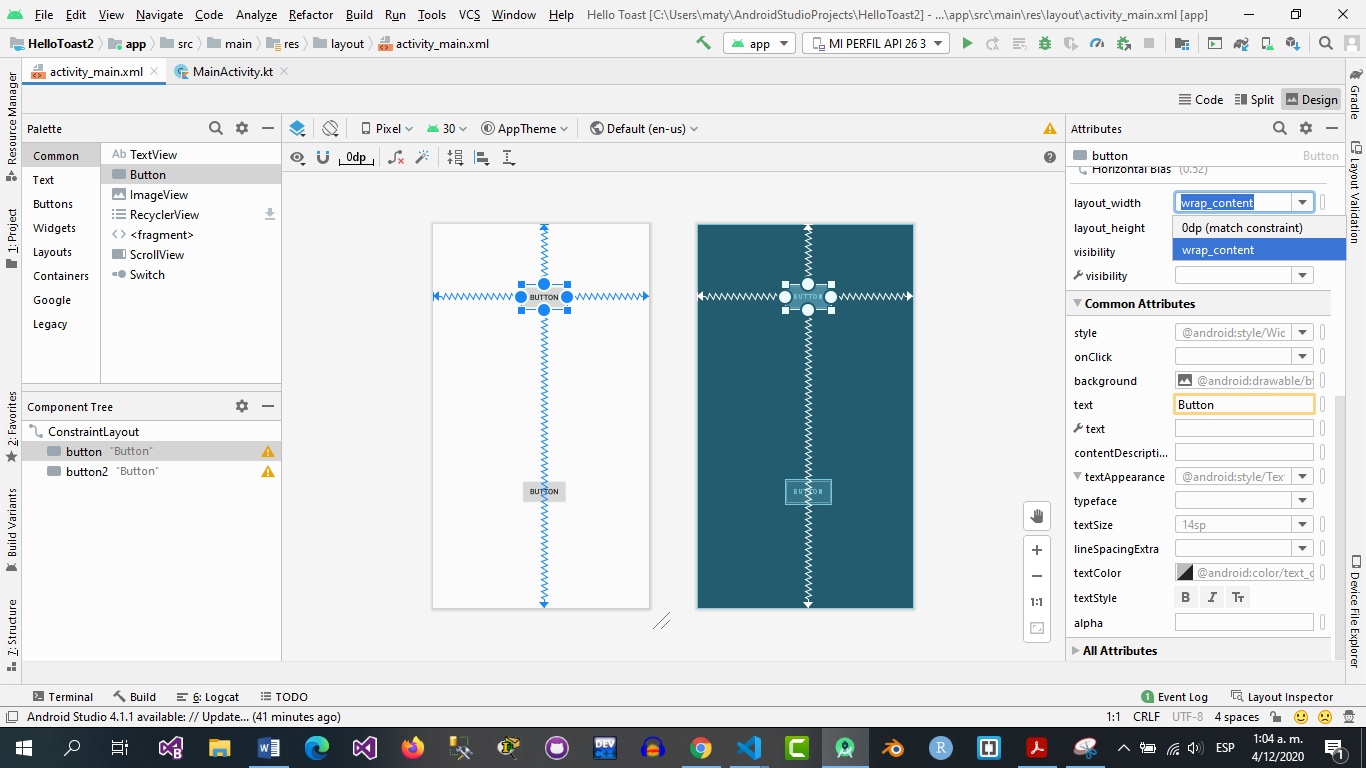 File Edit View Navigate Code Analyze Refactor Build Run Tools VCS Window Help Hello Toast [C:\Users\maty\AndroidStudioProjects\HelloToast2] - ...\app\src\main\res\layout\activity_main.xml [app]
HelloToast2 app src main res layout activity_main.xml app MI PERFIL API 26 3
activity_main.xml MainActivity.kt
Code Split Design
Resource Manager
1: Project
2: Favorites
Build Variants
7: Structure
Palette
Common
Text
Buttons
Widgets
Layouts
Containers
Google
Legacy
Ab TextView
Button
ImageView
RecyclerView
<fragment>
ScrollView
Switch
Component Tree
ConstraintLayout
button "Button"
button2 "Button"
Pixel 30 AppTheme Default (en-us)
0dp
BUTTON
BUTTON
BUTTON
BUTTON
1:1
Attributes
button Button
Horizontal Bias (0.52)
layout_width wrap_content
layout_height 0dp (match constraint)
visibility wrap_content
visibility
Common Attributes
style @android:style/Wic
onClick
background @android:drawable/b
text Button
text
contentDescripti...
textAppearance @android:style/Text
typeface
textSize 14sp
lineSpacingExtra
textColor @android:color/text_c
textStyle B I Tt
alpha
All Attributes
Gradle
Layout Validation
Device File Explorer
Terminal Build 6: Logcat TODO 1 Event Log Layout Inspector
Android Studio 4.1.1 available: // Update... (41 minutes ago) 1:1 CRLF UTF-8 4 spaces
DEV
C
R
ESP
1:04 a. m.
4/12/2020
1